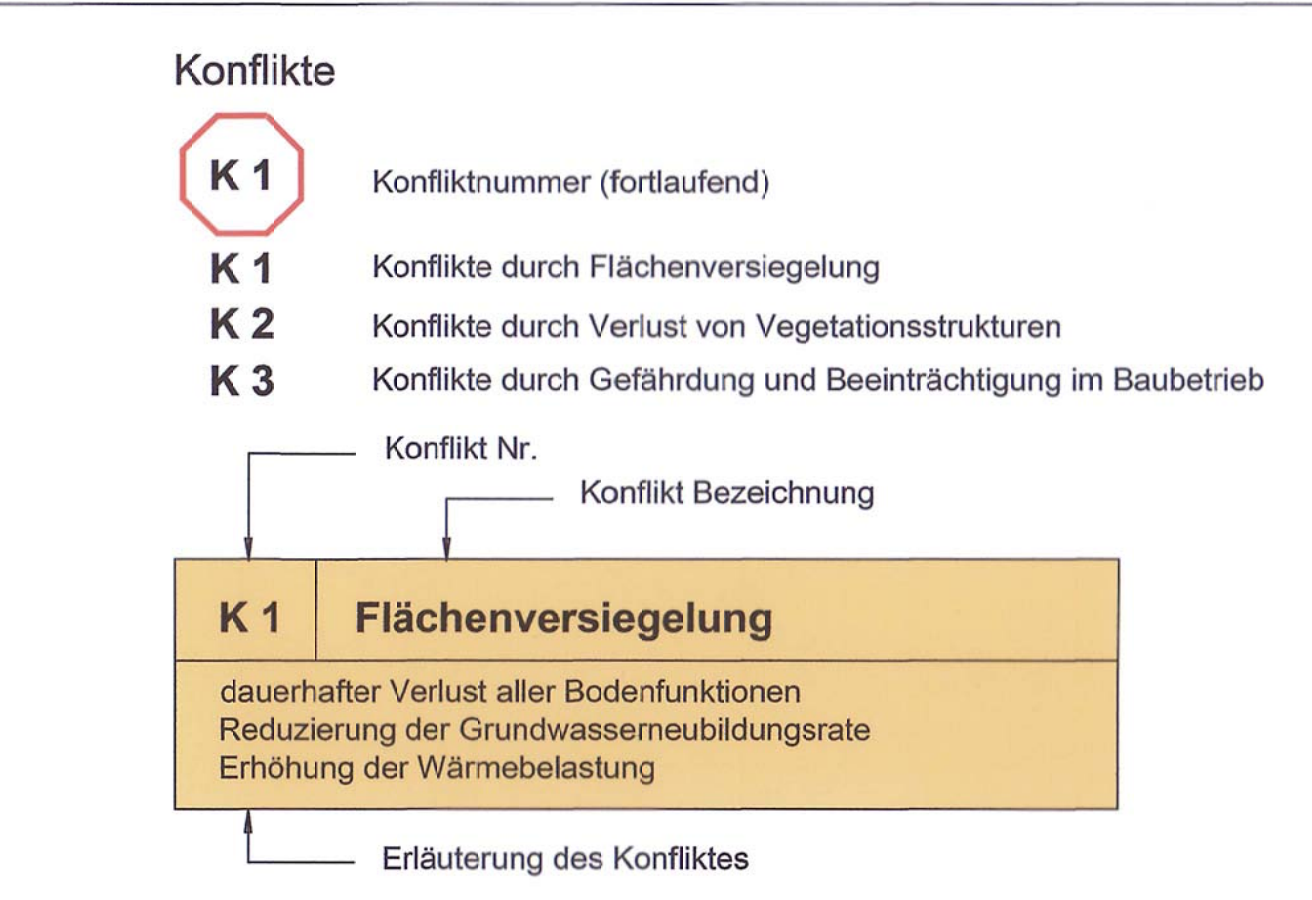 Konflikte
K 1 Konfliktnummer (fortlaufend)
K 1 Konflikte durch Flächenversiegelung
K 2 Konflikte durch Verlust von Vegetationsstrukturen
K 3 Konflikte durch Gefährdung und Beeinträchtigung im Baubetrieb
Konflikt Nr.
Konflikt Bezeichnung
K 1 Flächenversiegelung
dauerhafter Verlust aller Bodenfunktionen
Reduzierung der Grundwasserneubildungsrate
Erhöhung der Wärmebelastung
Erläuterung des Konfliktes